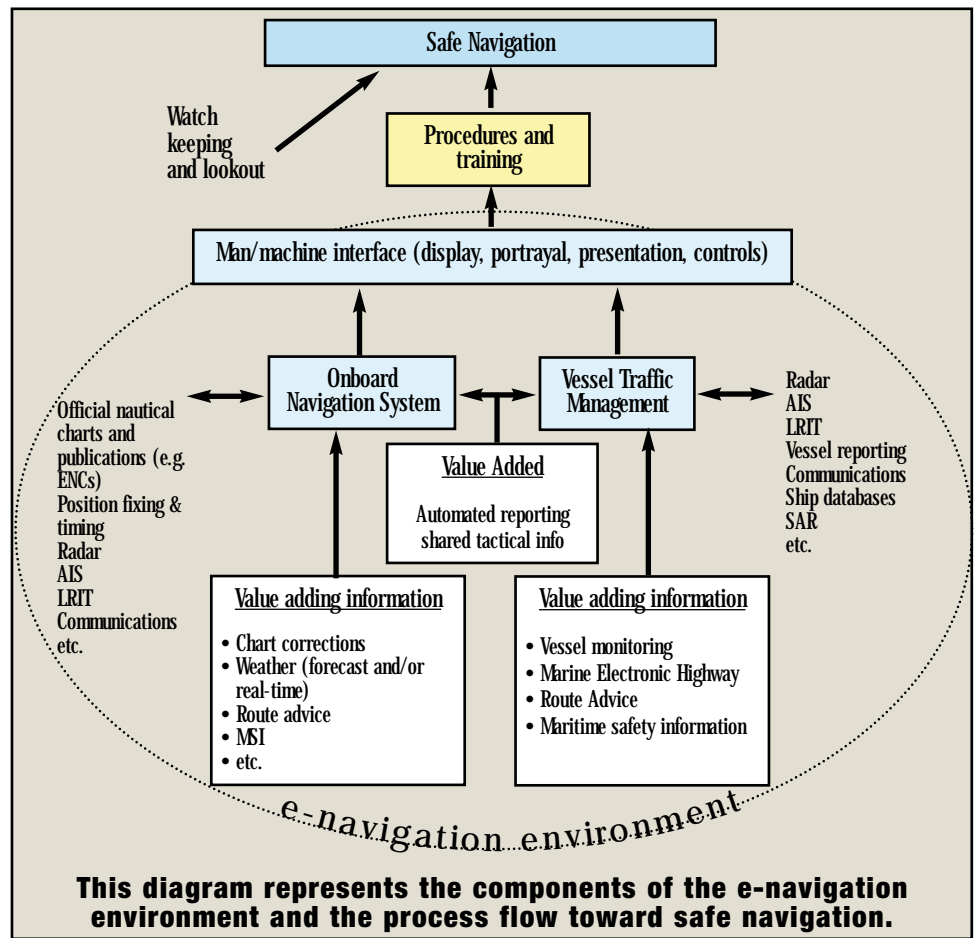 Safe Navigation
Watch
keeping
and lookout
Procedures and
training
Man/machine interface (display, portrayal, presentation, controls)
Onboard
Navigation System
Vessel Traffic
Management
Official nautical
charts and
publications (e.g.
ENCs)
Position fixing &
timing
Radar
AIS
LRIT
Communications
etc.
Value Added
Automated reporting
shared tactical info
Radar
AIS
LRIT
Vessel reporting
Communications
Ship databases
SAR
etc.
Value adding information
• Chart corrections
• Weather (forecast and/or
real-time)
• Route advice
• MSI
• etc.
Value adding information
• Vessel monitoring
• Marine Electronic Highway
• Route Advice
• Maritime safety information
e-navigation environment
This diagram represents the components of the e-navigation
environment and the process flow toward safe navigation.